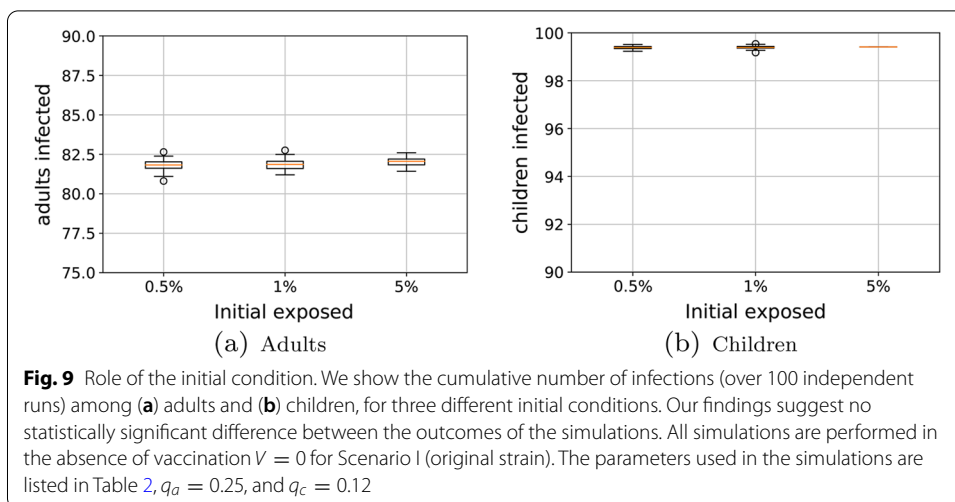 90.0
87.5
85.0
82.5
80.0
77.5
75.0
adults infected
0.5%
1%
5%
Initial exposed
(a) Adults
100
98
96
94
92
90
children infected
0.5%
1%
5%
Initial exposed
(b) Children
Fig. 9 Role of the initial condition. We show the cumulative number of infections (over 100 independent
runs) among (a) adults and (b) children, for three different initial conditions. Our findings suggest no
statistically significant difference between the outcomes of the simulations. All simulations are performed in
the absence of vaccination V = 0 for Scenario I (original strain). The parameters used in the simulations are
listed in Table 2, qₐ = 0.25, and q_c = 0.12